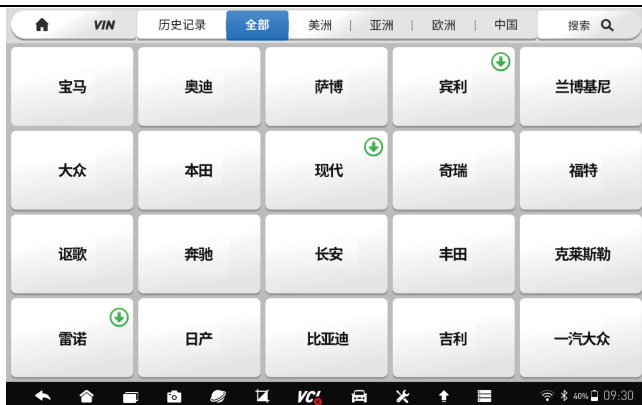 VIN 历史记录 全部 美洲 | 亚洲 | 欧洲 | 中国 搜索
宝马 奥迪 萨博 宾利 兰博基尼
大众 本田 现代 奇瑞 福特
讴歌 奔驰 长安 丰田 克莱斯勒
雷诺 日产 比亚迪 吉利 一汽大众
VCI 40% 09:30